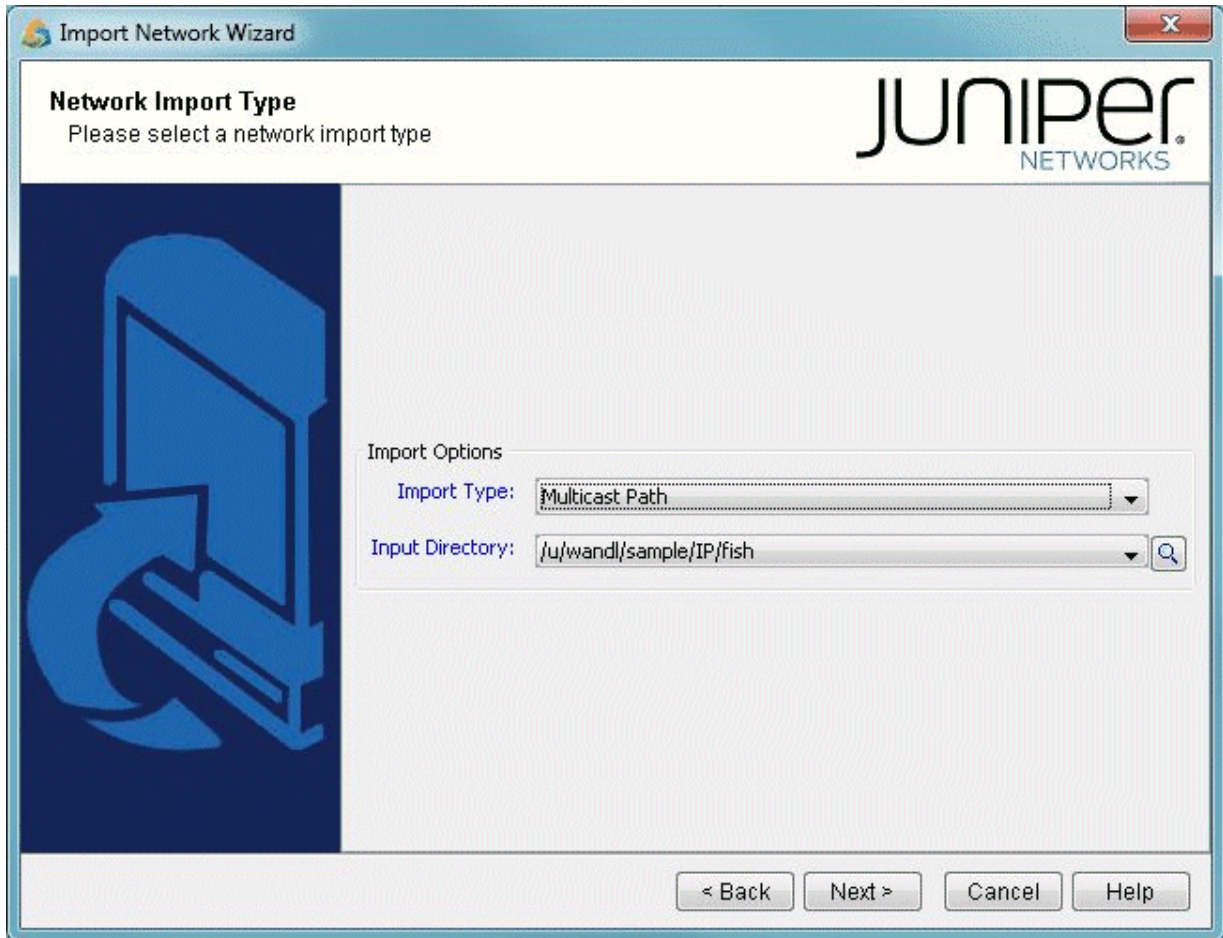 Import Network Wizard
Network Import Type
Please select a network import type
JUNIPER
NETWORKS
Import Options
Import Type: Multicast Path
Input Directory: /u/wandl/sample/IP/fish
< Back Next > Cancel Help